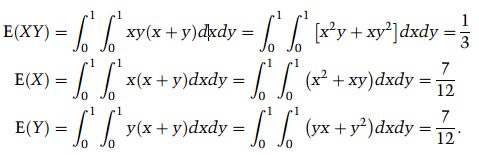 E(XY) = ∫₀¹ ∫₀¹ xy(x + y)dxdy = ∫₀¹ ∫₀¹ [x²y + xy²]dxdy = 1/3
E(X) = ∫₀¹ ∫₀¹ x(x + y)dxdy = ∫₀¹ ∫₀¹ (x² + xy)dxdy = 7/12
E(Y) = ∫₀¹ ∫₀¹ y(x + y)dxdy = ∫₀¹ ∫₀¹ (yx + y²)dxdy = 7/12.